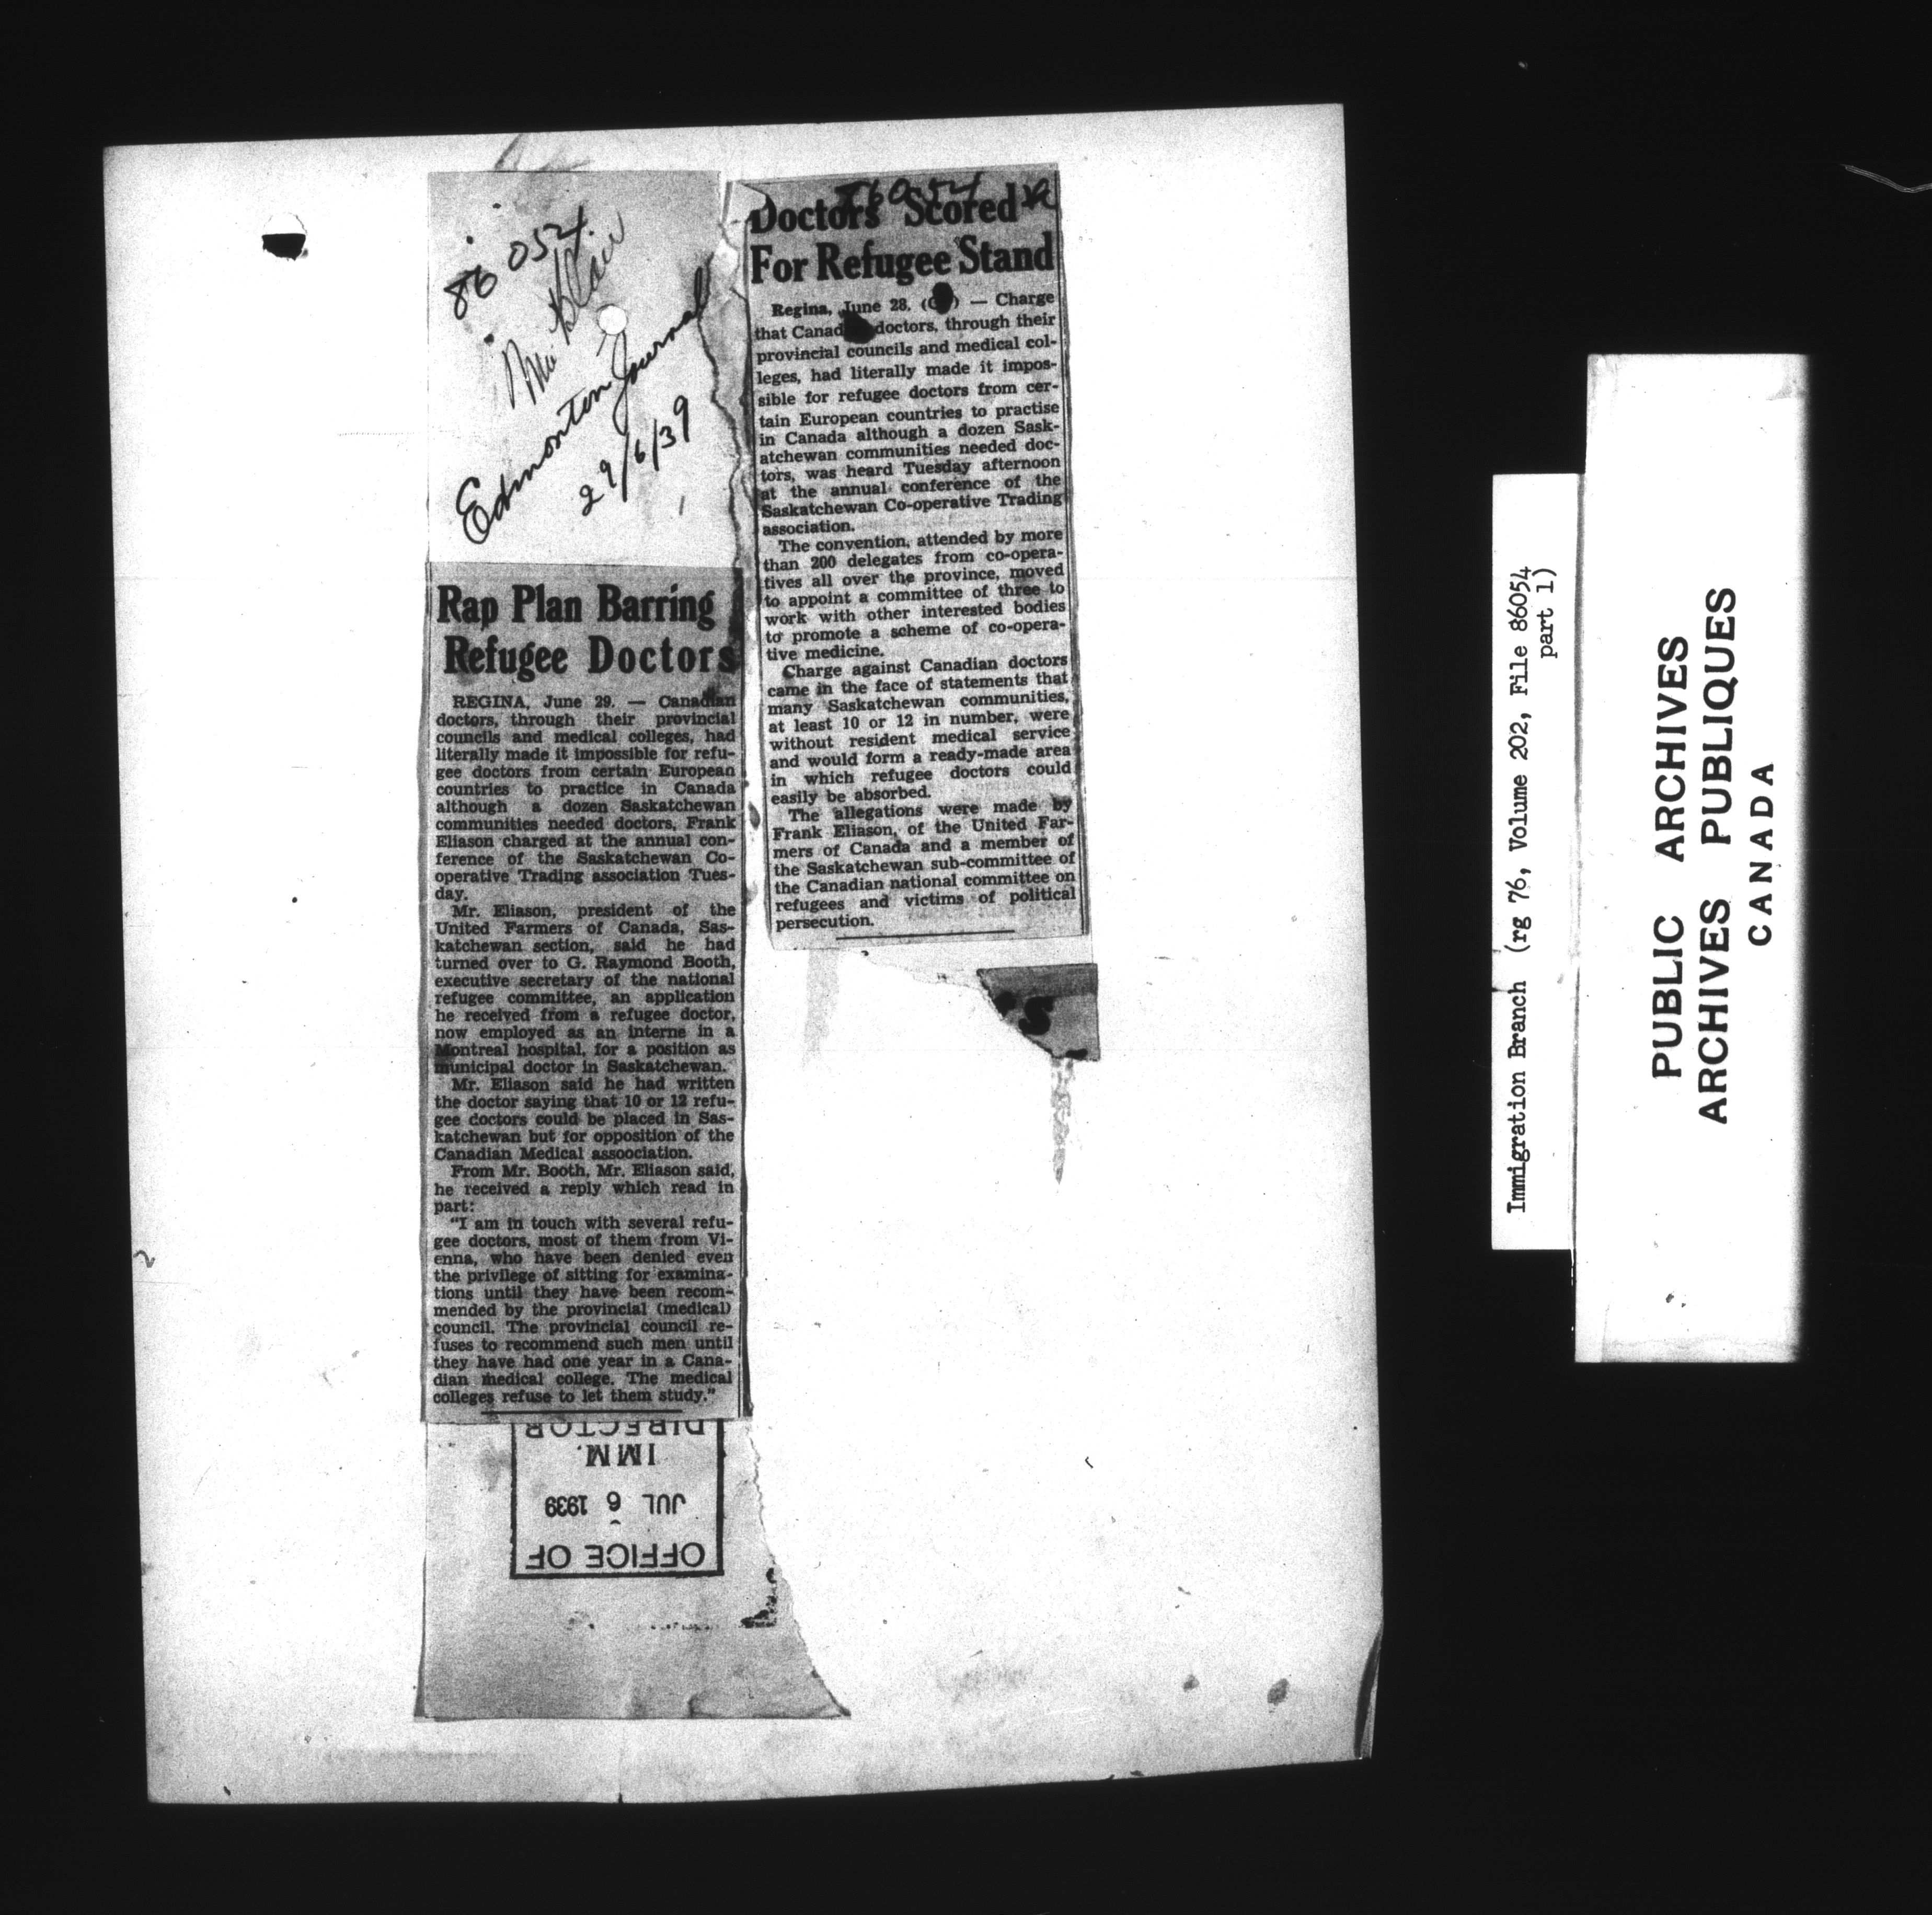 86 054.
Mr. Blair
Edmonton Journal
29/6/39
Rap Plan Barring
Refugee Doctors
REGINA, June 29. — Canadian
doctors, through their provincial
councils and medical colleges, had
literally made it impossible for refu-
gee doctors from certain European
countries to practice in Canada
although a dozen Saskatchewan
communities needed doctors, Frank
Eliason charged at the annual con-
ference of the Saskatchewan Co-
operative Trading association Tues-
day.
Mr. Eliason, president of the
United Farmers of Canada, Sas-
katchewan section, said he had
turned over to G. Raymond Booth,
executive secretary of the national
refugee committee, an application
he received from a refugee doctor,
now employed as an interne in a
Montreal hospital, for a position as
municipal doctor in Saskatchewan.
Mr. Eliason said he had written
the doctor saying that 10 or 12 refu-
gee doctors could be placed in Sas-
katchewan but for opposition of the
Canadian Medical assoociation.
From Mr. Booth, Mr. Eliason said,
he received a reply which read in
part:
"I am in touch with several refu-
gee doctors, most of them from Vi-
enna, who have been denied even
the privilege of sitting for examina-
tions until they have been recom-
mended by the provincial (medical)
council. The provincial council re-
fuses to recommend such men until
they have had one year in a Cana-
dian medical college. The medical
colleges refuse to let them study."
OFFICE OF
JUL 6 1939
IMM.
DIRECTOR
86054
Doctors Scored
For Refugee Stand
Regina, June 28. ( ) — Charge
that Canad doctors, through their
provincial councils and medical col-
leges, had literally made it impos-
sible for refugee doctors from cer-
tain European countries to practise
in Canada although a dozen Sask-
atchewan communities needed doc-
tors, was heard Tuesday afternoon
at the annual conference of the
Saskatchewan Co-operative Trading
association.
The convention, attended by more
than 200 delegates from co-opera-
tives all over the province, moved
to appoint a committee of three to
work with other interested bodies
to promote a scheme of co-opera-
tive medicine.
Charge against Canadian doctors
came in the face of statements that
many Saskatchewan communities,
at least 10 or 12 in number, were
without resident medical service
and would form a ready-made area
in which refugee doctors could
easily be absorbed.
The allegations were made by
Frank Eliason, of the United Far-
mers of Canada and a member of
the Saskatchewan sub-committee of
the Canadian national committee on
refugees and victims of political
persecution.
Immigration Branch (rg 76, Volume 202, File 86054
part 1)
PUBLIC ARCHIVES
ARCHIVES PUBLIQUES
CANADA